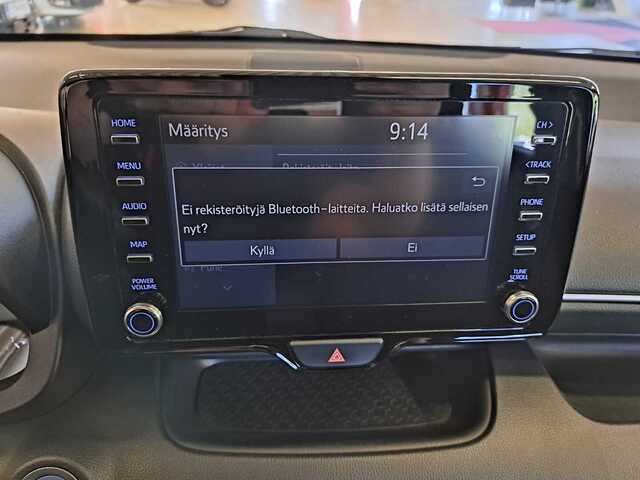 HOME
MENU
AUDIO
MAP
POWER
VOLUME
Määritys
9:14
Ei rekisteröityjä Bluetooth-laitteita. Haluatko lisätä sellaisen
nyt?
Kyllä
Ei
CH >
<TRACK
PHONE
SETUP
TUNE
SCROLL